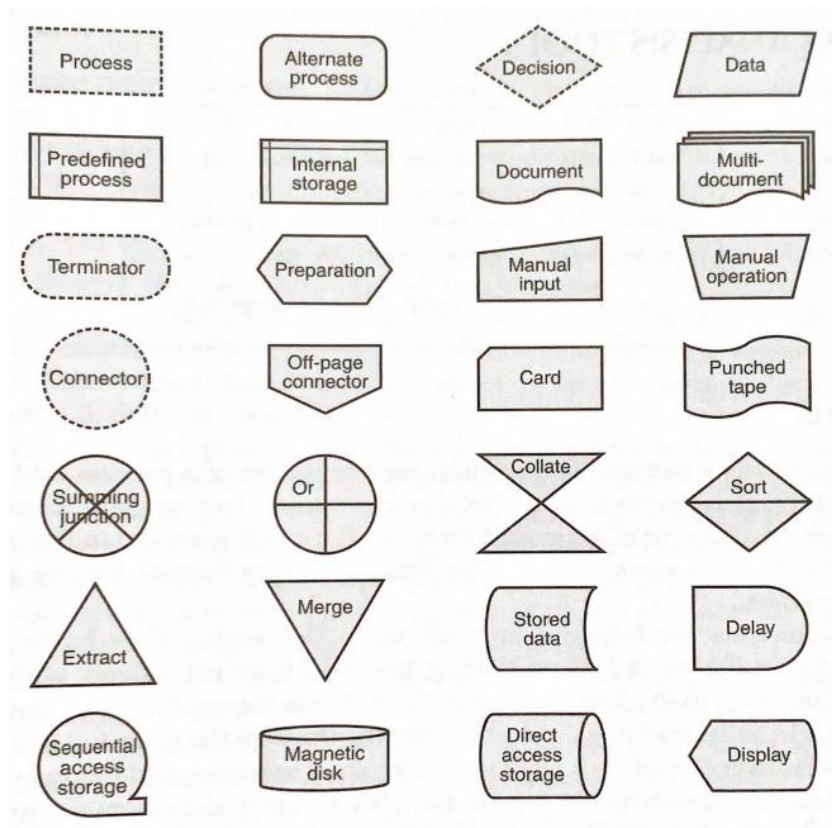 Process
Alternate
process
Decision
Data
Predefined
process
Internal
storage
Document
Multi-
document
Terminator
Preparation
Manual
input
Manual
operation
Connector
Off-page
connector
Card
Punched
tape
Summing
junction
Or
Collate
Sort
Extract
Merge
Stored
data
Delay
Sequential
access
storage
Magnetic
disk
Direct
access
storage
Display